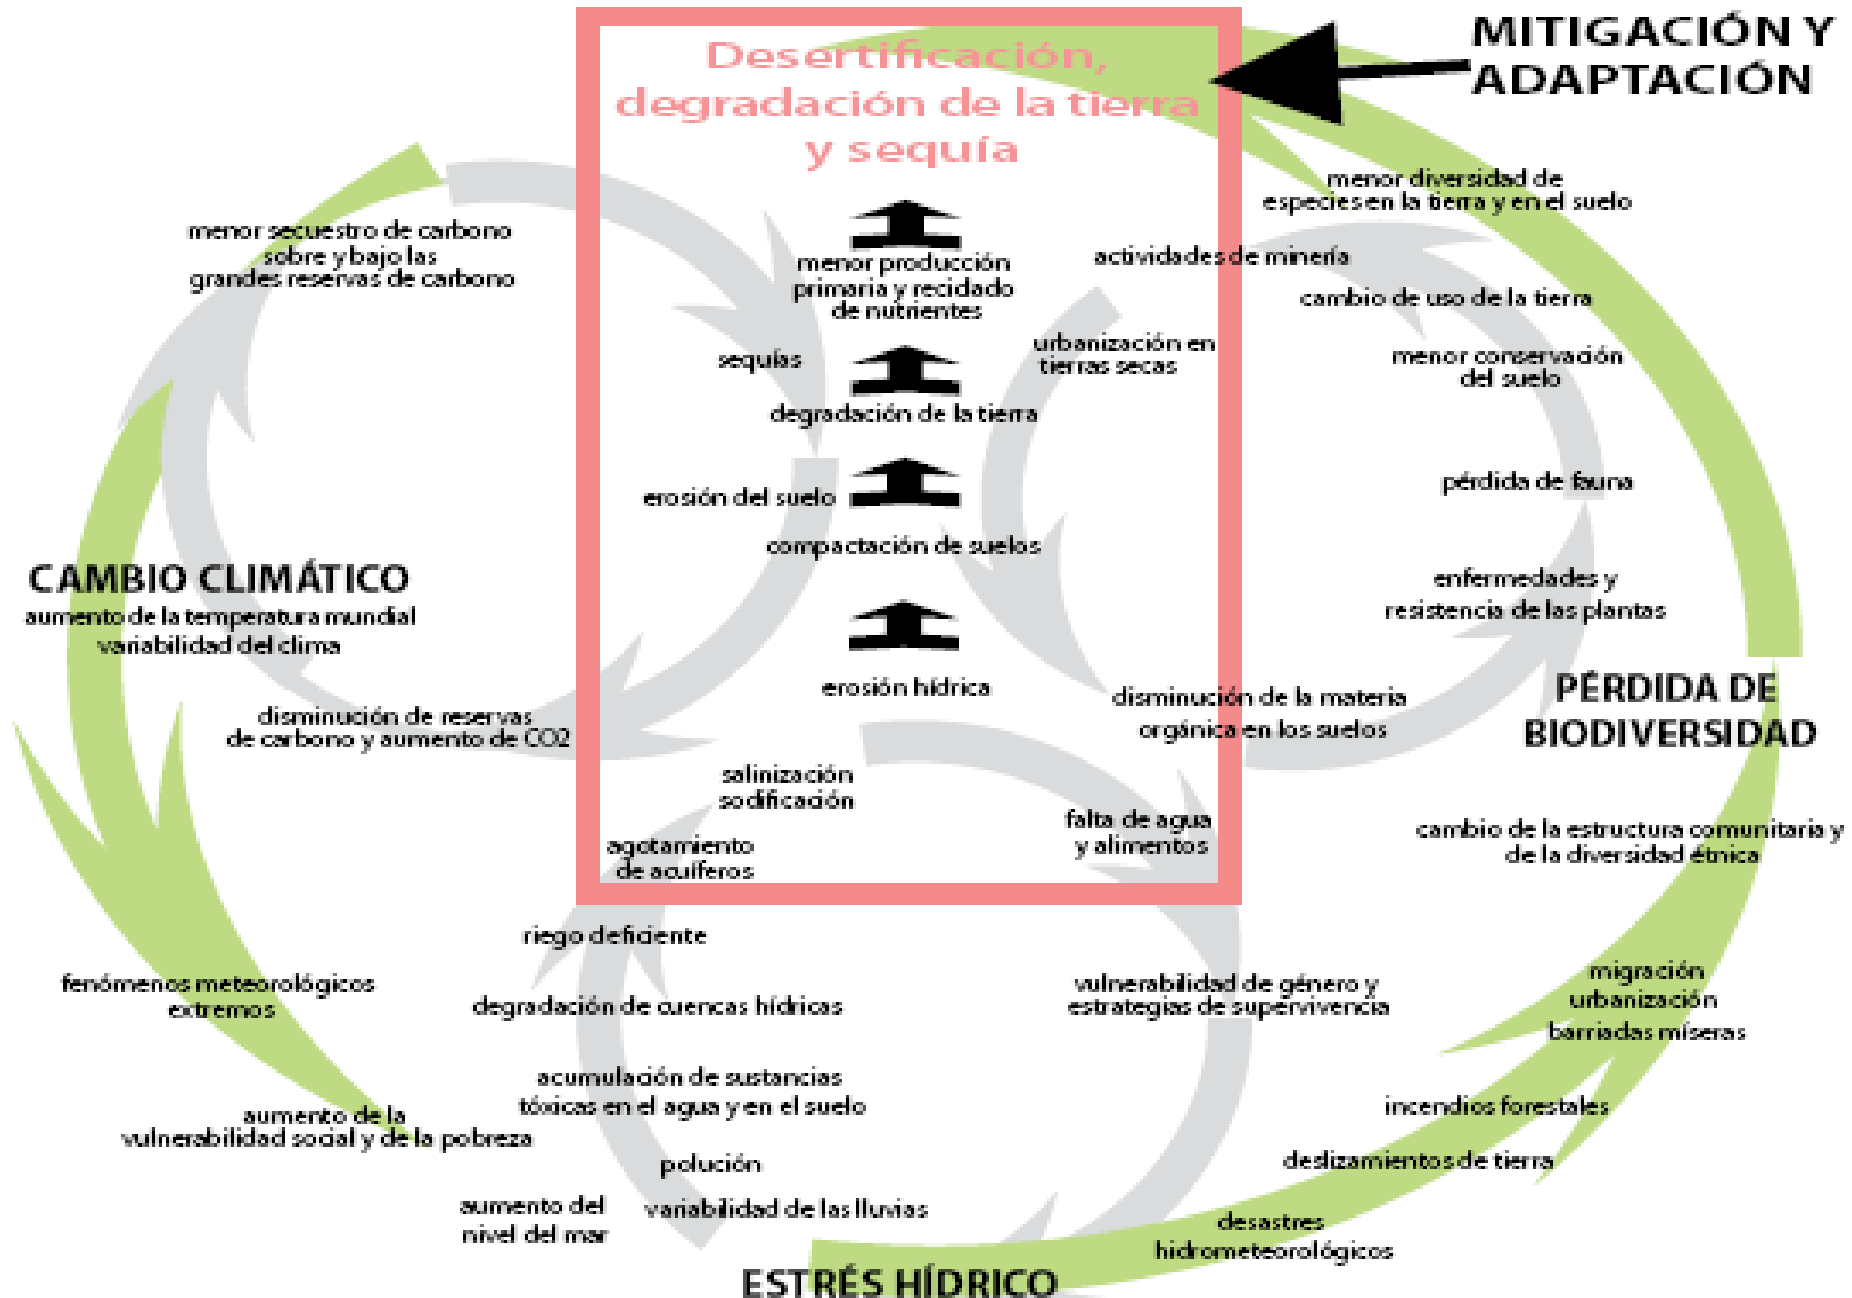 MITIGACIÓN Y
ADAPTACIÓN
Desertificación,
degradación de la tierra
y sequía
menor diversidad de
especies en la tierra y en el suelo
menor secuestro de carbono
sobre y bajo las
grandes reservas de carbono
menor producción
primaria y recidado
de nutrientes
actividades de minería
cambio de uso de la tierra
sequías
urbanización en
tierras secas
menor conservación
del suelo
degradación de la tierra
erosión del suelo
pérdida de fauna
compactación de suelos
CAMBIO CLIMÁTICO
aumento de la temperatura mundial
variabilidad del clima
enfermedades y
resistencia de las plantas
erosión hídrica
disminución de la materia
orgánica en los suelos
PÉRDIDA DE
BIODIVERSIDAD
disminución de reservas
de carbono y aumento de CO2
salinización
sodificación
falta de agua
y alimentos
cambio de la estructura comunitaria y
de la diversidad étnica
agotamiento
de acuíferos
riego deficiente
fenómenos meteorológicos
extremos
degradación de cuencas hídricas
vulnerabilidad de género y
estrategias de supervivencia
migración
urbanización
barriadas míseras
acumulación de sustancias
tóxicas en el agua y en el suelo
incendios forestales
aumento de la
vulnerabilidad social y de la pobreza
polución
deslizamientos de tierra
aumento del
nivel del mar
variabilidad de las lluvias
desastres
hidrometeorológicos
ESTRÉS HÍDRICO